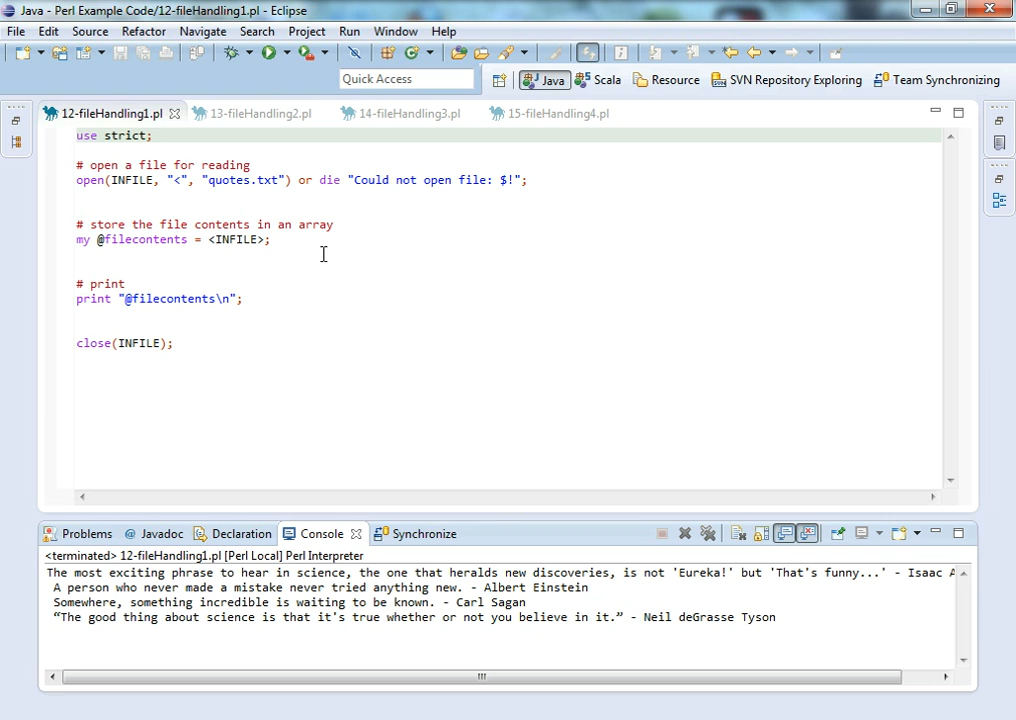 Java - Perl Example Code/12-fileHandling1.pl - Eclipse
File Edit Source Refactor Navigate Search Project Run Window Help
Quick Access Java Scala Resource SVN Repository Exploring Team Synchronizing
12-fileHandling1.pl 13-fileHandling2.pl 14-fileHandling3.pl 15-fileHandling4.pl
use strict;
# open a file for reading
open(INFILE, "<", "quotes.txt") or die "Could not open file: $!";
# store the file contents in an array
my @filecontents = <INFILE>;
# print
print "@filecontents\n";
close(INFILE);
Problems @ Javadoc Declaration Console Synchronize
<terminated> 12-fileHandling1.pl [Perl Local] Perl Interpreter
The most exciting phrase to hear in science, the one that heralds new discoveries, is not 'Eureka!' but 'That's funny...' - Isaac A
A person who never made a mistake never tried anything new. - Albert Einstein
Somewhere, something incredible is waiting to be known. - Carl Sagan
“The good thing about science is that it's true whether or not you believe in it.” - Neil deGrasse Tyson